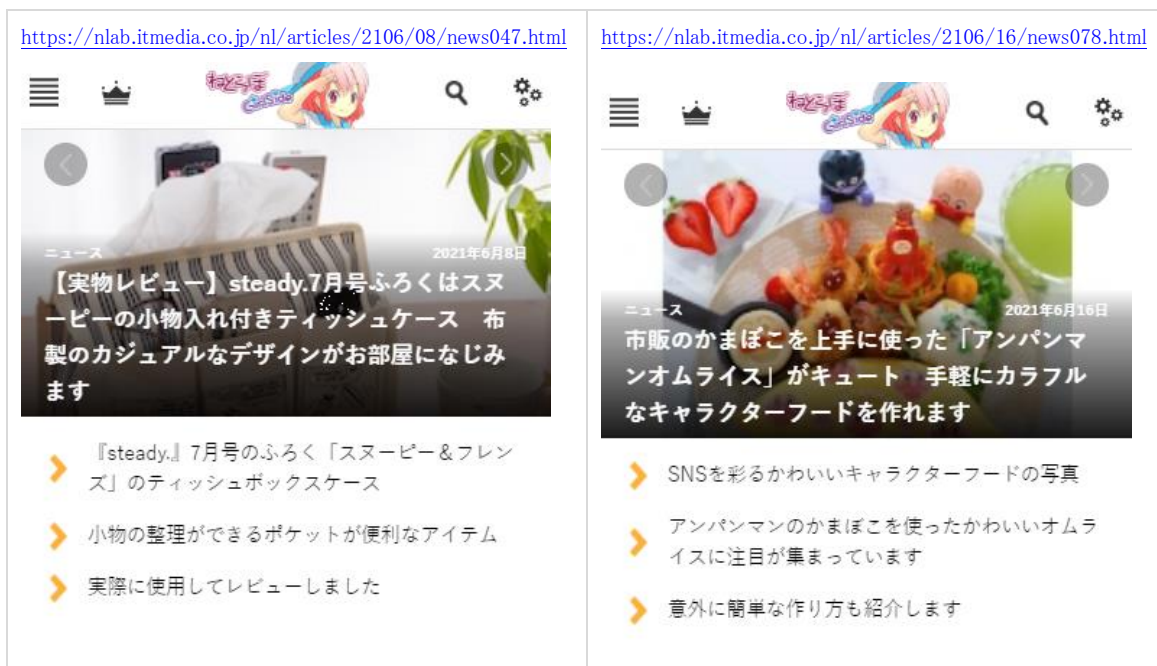 https://nlab.itmedia.co.jp/nl/articles/2106/08/news047.html
ねとらぼ
GirlSide
ニュース
2021年6月8日
【実物レビュー】steady.7月号ふろくはスヌ
ーピーの小物入れ付きティッシュケース　布
製のカジュアルなデザインがお部屋になじみ
ます
『steady.』7月号のふろく「スヌーピー＆フレン
ズ」のティッシュボックスケース
小物の整理ができるポケットが便利なアイテム
実際に使用してレビューしました
https://nlab.itmedia.co.jp/nl/articles/2106/16/news078.html
ねとらぼ
GirlSide
ニュース
2021年6月16日
市販のかまぼこを上手に使った「アンパンマ
ンオムライス」がキュート　手軽にカラフル
なキャラクターフードを作れます
SNSを彩るかわいいキャラクターフードの写真
アンパンマンのかまぼこを使ったかわいいオムラ
イスに注目が集まっています
意外に簡単な作り方も紹介します